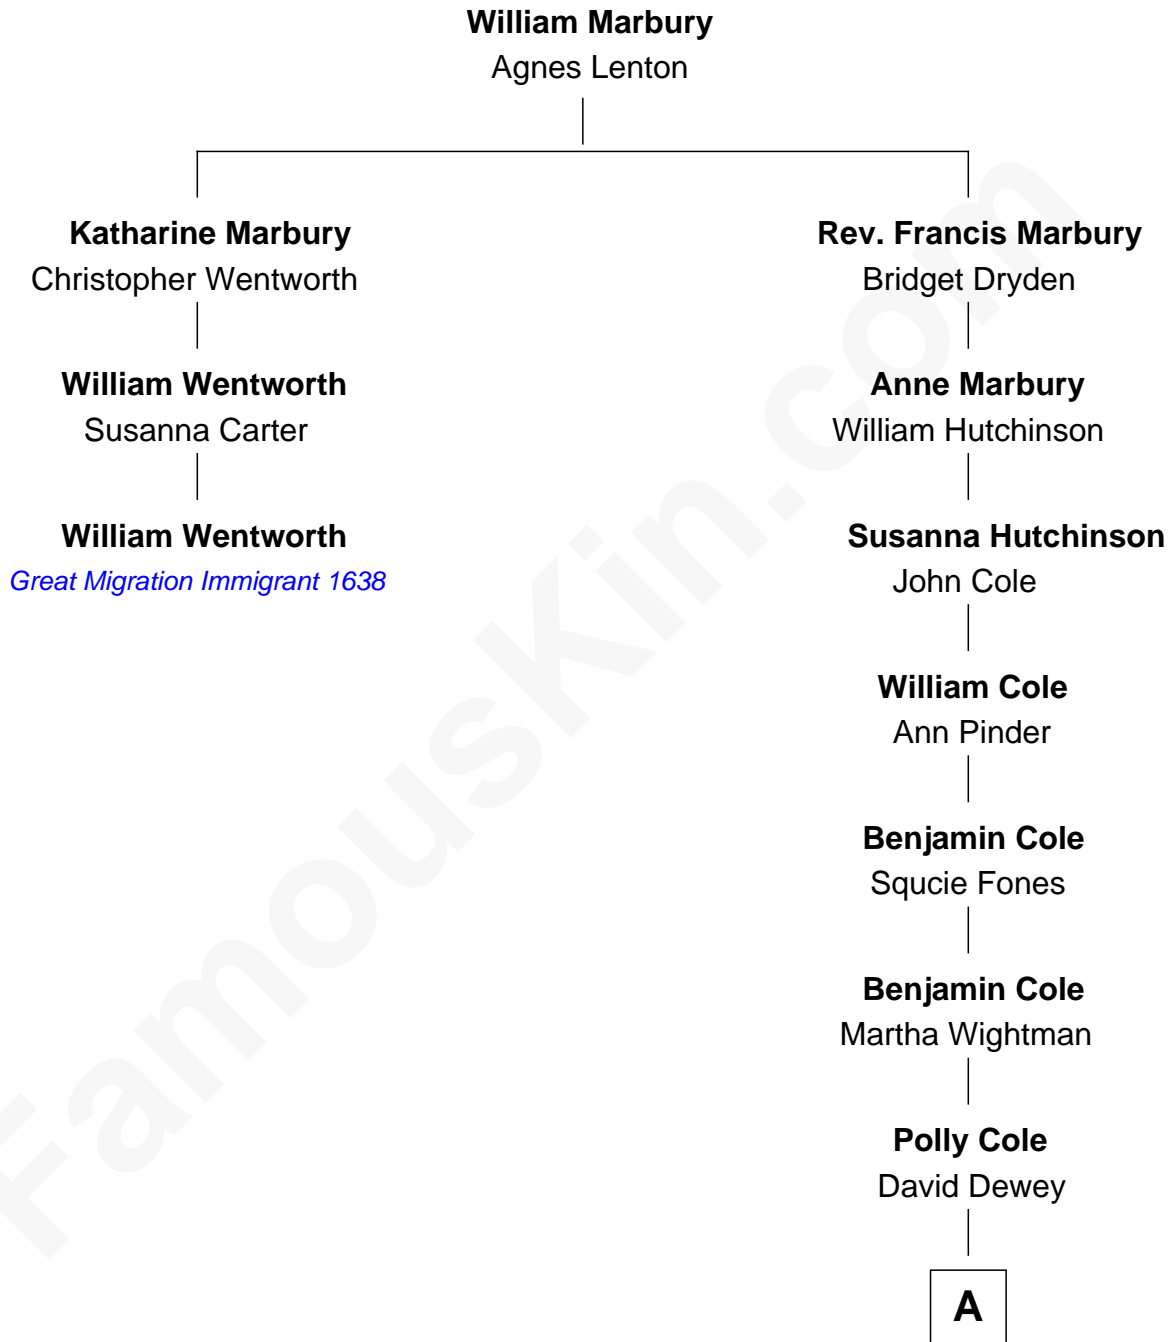 William Marbury
Agnes Lenton
Katharine Marbury
Christopher Wentworth
Rev. Francis Marbury
Bridget Dryden
William Wentworth
Susanna Carter
Anne Marbury
William Hutchinson
William Wentworth
Great Migration Immigrant 1638
Susanna Hutchinson
John Cole
William Cole
Ann Pinder
Benjamin Cole
Squcie Fones
Benjamin Cole
Martha Wightman
Polly Cole
David Dewey
A
FamousKin.com